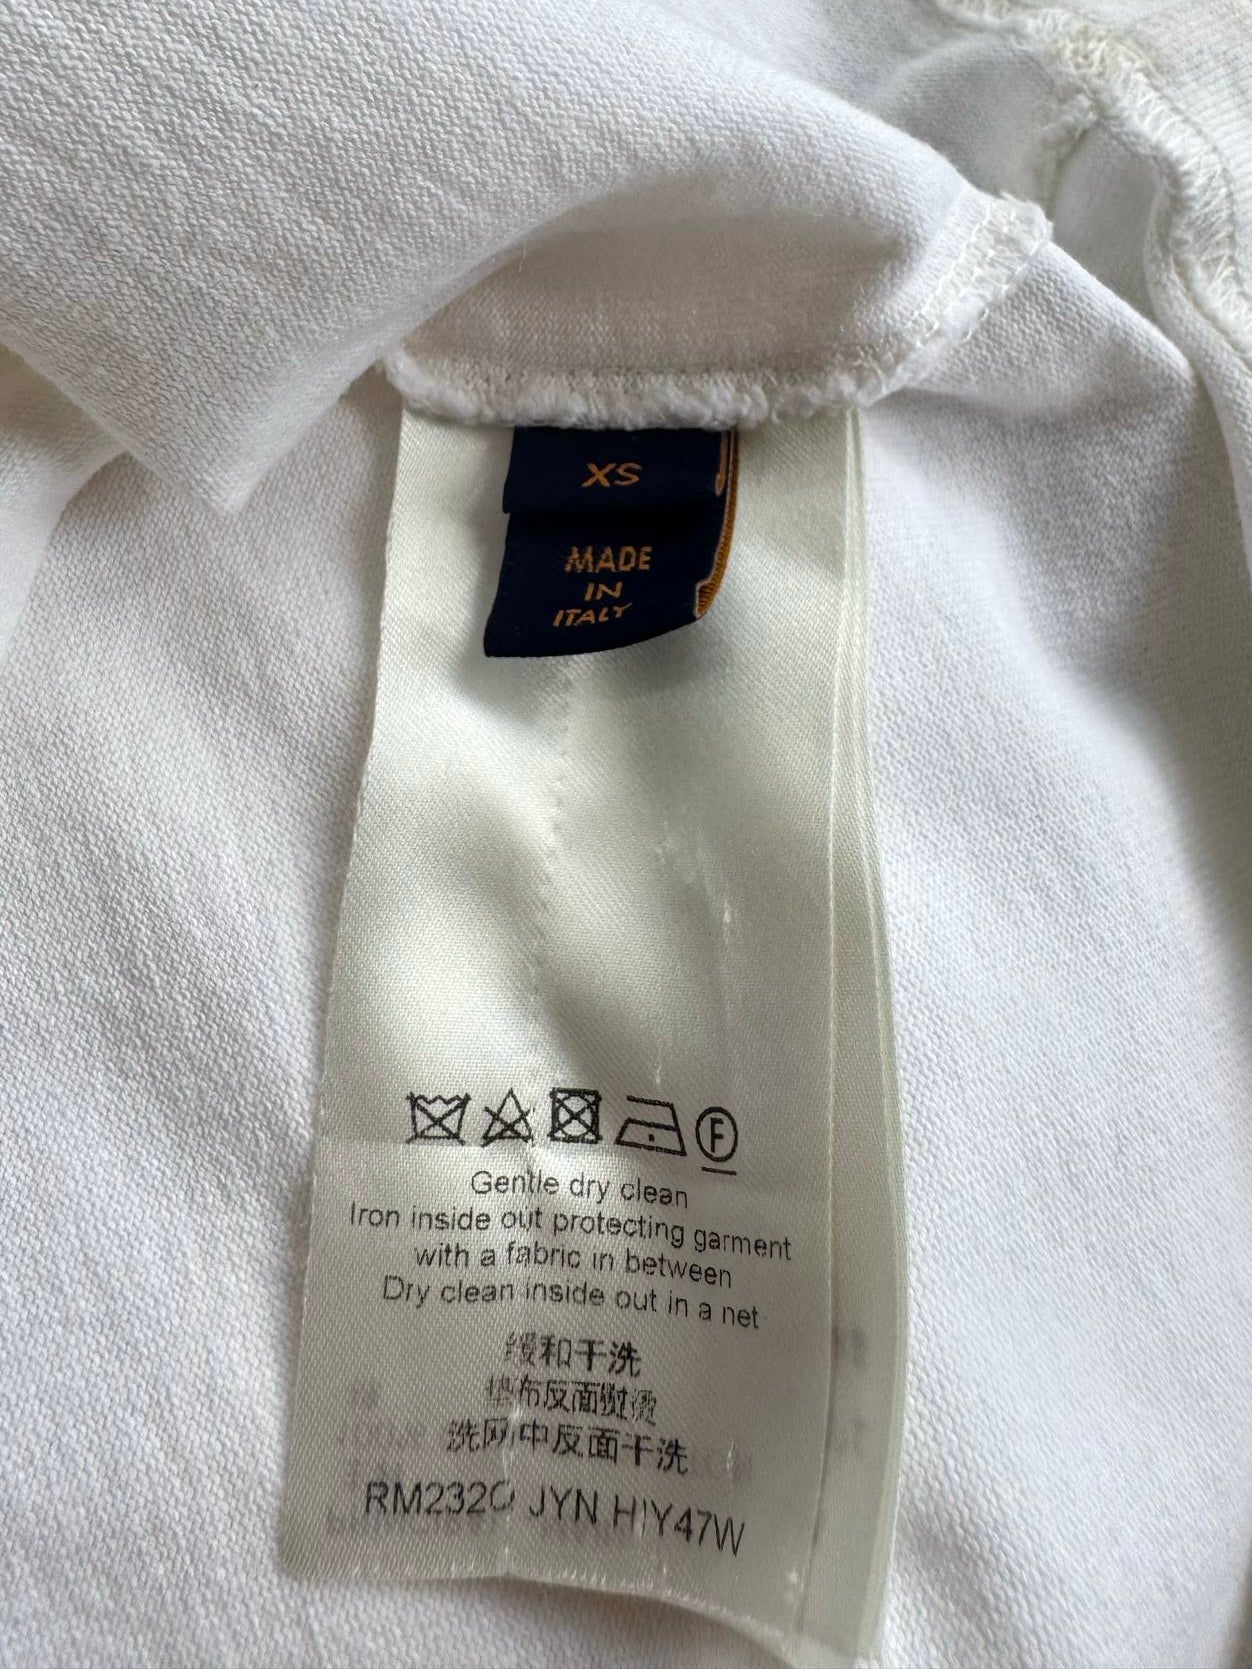 XS
MADE
IN
ITALY
F
Gentle dry clean
Iron inside out protecting garment
with a fabric in between
Dry clean inside out in a net
缓和干洗
垫布反面熨烫
洗网中反面干洗
JYN HIY47W